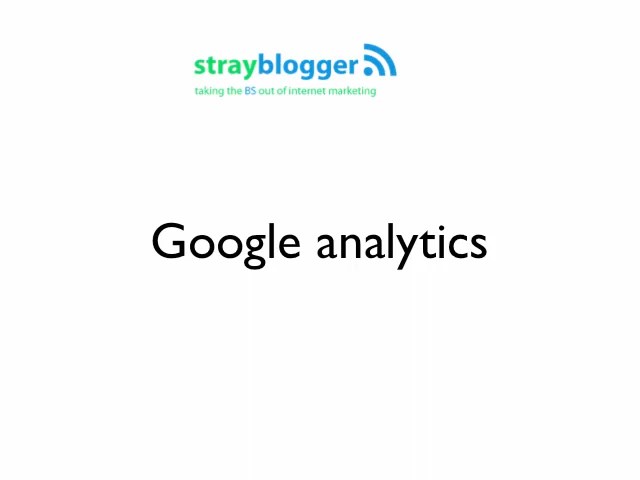 strayblogger
taking the BS out of internet marketing
Google analytics